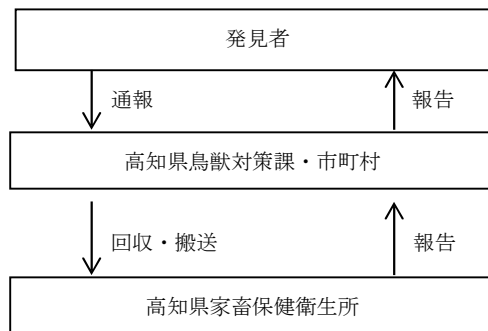 発見者
通報
報告
高知県鳥獣対策課・市町村
回収・搬送
報告
高知県家畜保健衛生所